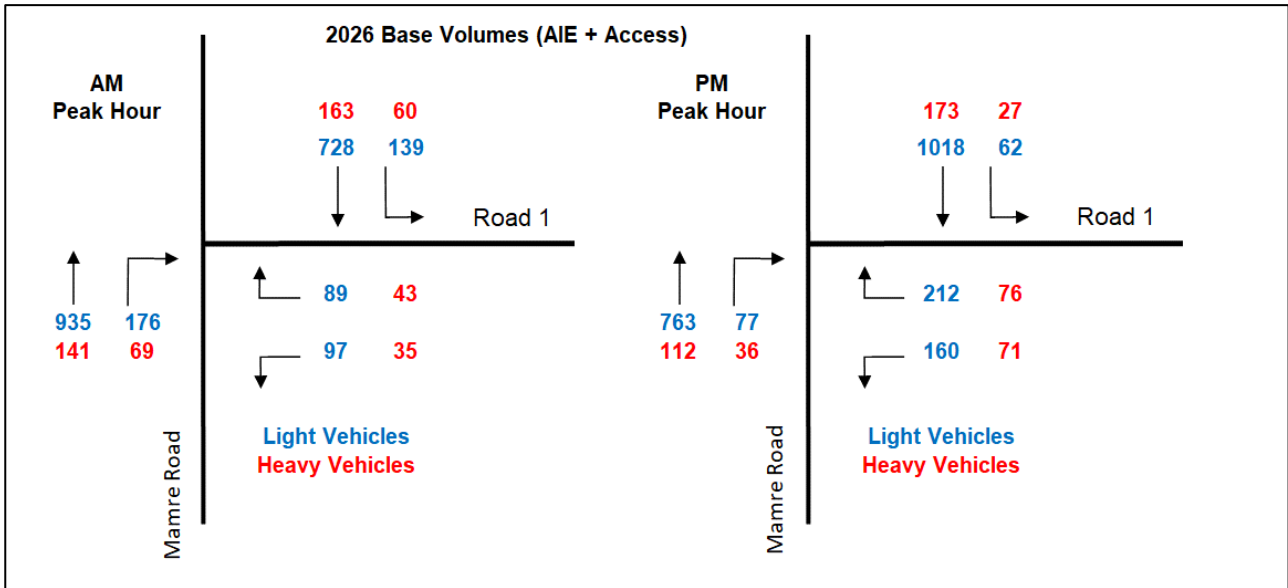 2026 Base Volumes (AIE + Access)
AM
Peak Hour
163 60
728 139
Road 1
935 176
141 69
89 43
97 35
Mamre Road
Light Vehicles
Heavy Vehicles
PM
Peak Hour
173 27
1018 62
Road 1
763 77
112 36
212 76
160 71
Mamre Road
Light Vehicles
Heavy Vehicles